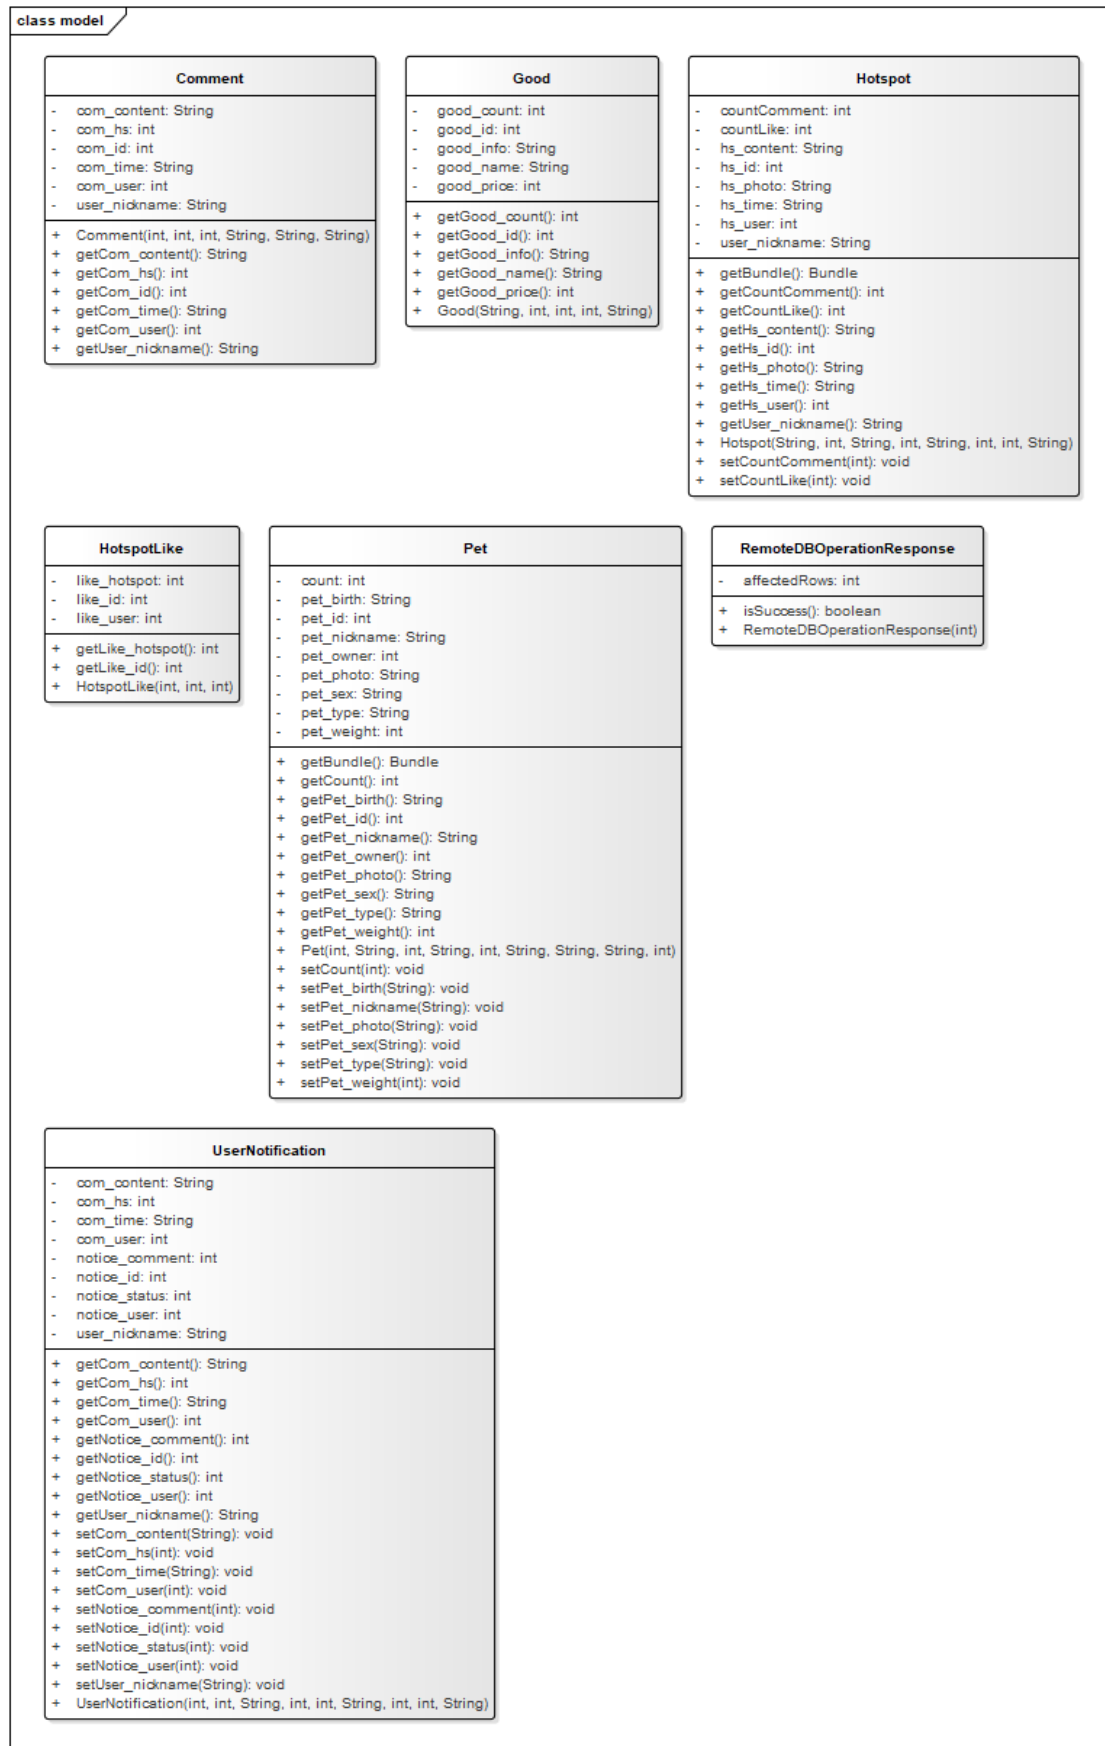 class model
Comment
- com_content: String
- com_hs: int
- com_id: int
- com_time: String
- com_user: int
- user_nickname: String
+ Comment(int, int, int, String, String, String)
+ getCom_content(): String
+ getCom_hs(): int
+ getCom_id(): int
+ getCom_time(): String
+ getCom_user(): int
+ getUser_nickname(): String
Good
- good_count: int
- good_id: int
- good_info: String
- good_name: String
- good_price: int
+ getGood_count(): int
+ getGood_id(): int
+ getGood_info(): String
+ getGood_name(): String
+ getGood_price(): int
+ Good(String, int, int, int, String)
Hotspot
- countComment: int
- countLike: int
- hs_content: String
- hs_id: int
- hs_photo: String
- hs_time: String
- hs_user: int
- user_nickname: String
+ getBundle(): Bundle
+ getCountComment(): int
+ getCountLike(): int
+ getHs_content(): String
+ getHs_id(): int
+ getHs_photo(): String
+ getHs_time(): String
+ getHs_user(): int
+ getUser_nickname(): String
+ Hotspot(String, int, String, int, String, int, int, String)
+ setCountComment(int): void
+ setCountLike(int): void
HotspotLike
- like_hotspot: int
- like_id: int
- like_user: int
+ getLike_hotspot(): int
+ getLike_id(): int
+ HotspotLike(int, int, int)
Pet
- count: int
- pet_birth: String
- pet_id: int
- pet_nickname: String
- pet_owner: int
- pet_photo: String
- pet_sex: String
- pet_type: String
- pet_weight: int
+ getBundle(): Bundle
+ getCount(): int
+ getPet_birth(): String
+ getPet_id(): int
+ getPet_nickname(): String
+ getPet_owner(): int
+ getPet_photo(): String
+ getPet_sex(): String
+ getPet_type(): String
+ getPet_weight(): int
+ Pet(int, String, int, String, int, String, String, String, int)
+ setCount(int): void
+ setPet_birth(String): void
+ setPet_nickname(String): void
+ setPet_photo(String): void
+ setPet_sex(String): void
+ setPet_type(String): void
+ setPet_weight(int): void
RemoteDBOperationResponse
- affectedRows: int
+ isSuccess(): boolean
+ RemoteDBOperationResponse(int)
UserNotification
- com_content: String
- com_hs: int
- com_time: String
- com_user: int
- notice_comment: int
- notice_id: int
- notice_status: int
- notice_user: int
- user_nickname: String
+ getCom_content(): String
+ getCom_hs(): int
+ getCom_time(): String
+ getCom_user(): int
+ getNotice_comment(): int
+ getNotice_id(): int
+ getNotice_status(): int
+ getNotice_user(): int
+ getUser_nickname(): String
+ setCom_content(String): void
+ setCom_hs(int): void
+ setCom_time(String): void
+ setCom_user(int): void
+ setNotice_comment(int): void
+ setNotice_id(int): void
+ setNotice_status(int): void
+ setNotice_user(int): void
+ setUser_nickname(String): void
+ UserNotification(int, int, String, int, int, String, int, int, String)